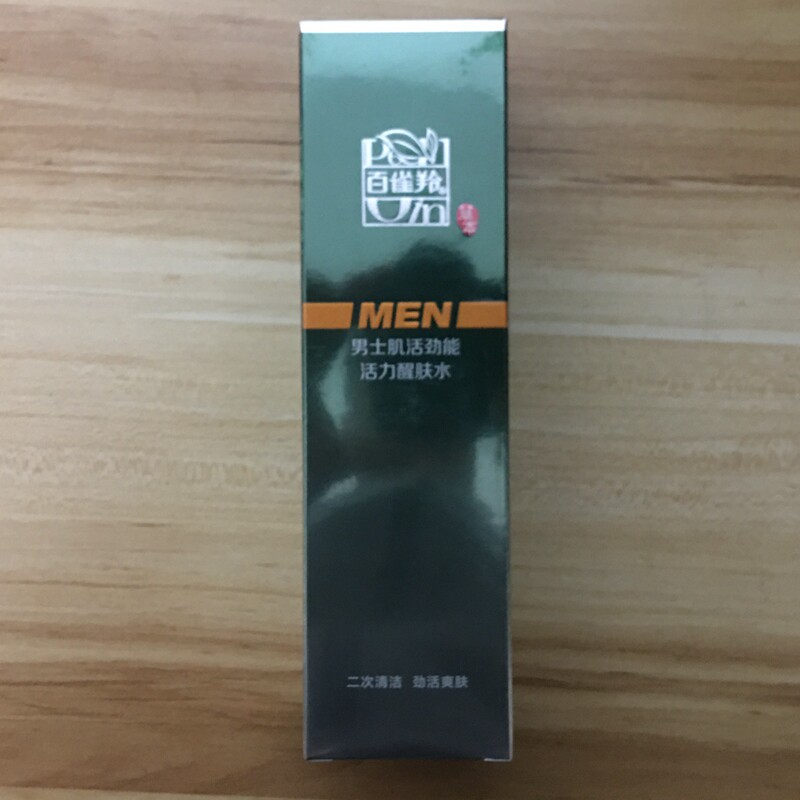 百雀羚
草本
MEN
男士肌活劲能
活力醒肤水
二次清洁 劲活爽肤